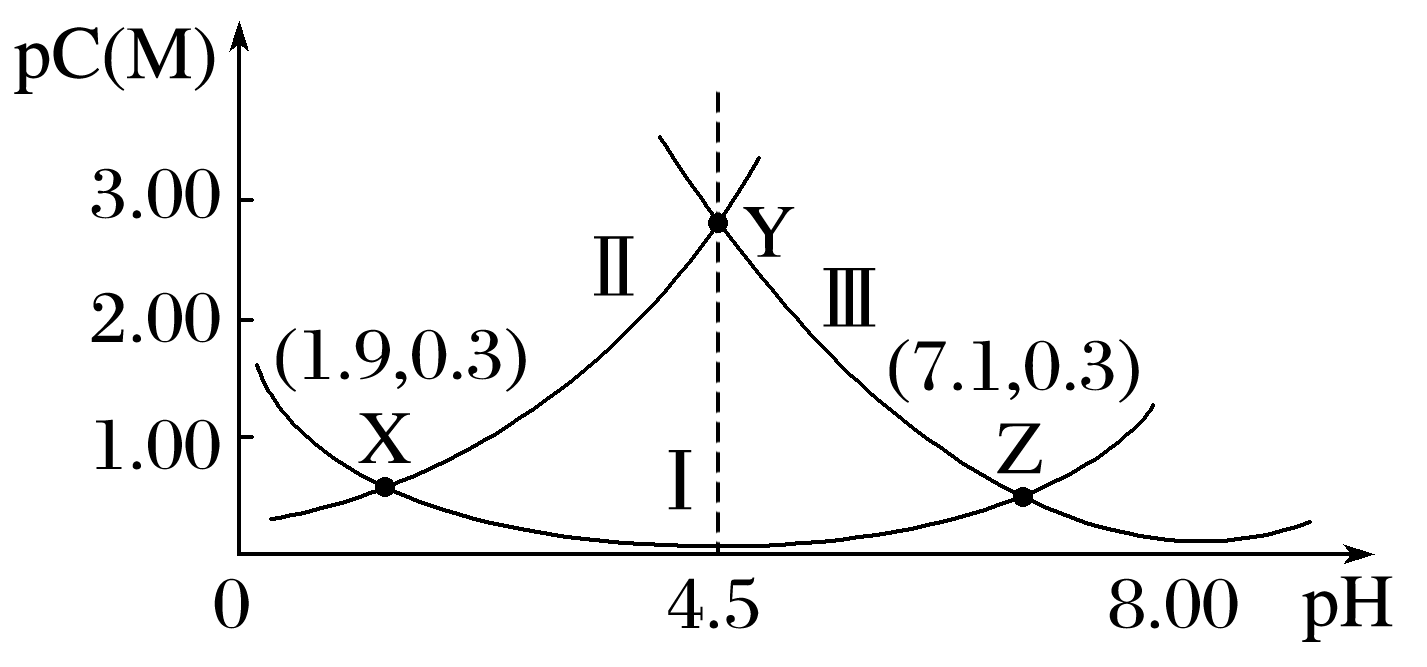 pC(M)
3.00
2.00
1.00
Y
Ⅱ
Ⅲ
(1.9,0.3)
(7.1,0.3)
X
Ⅰ
Z
0
4.5
8.00
pH